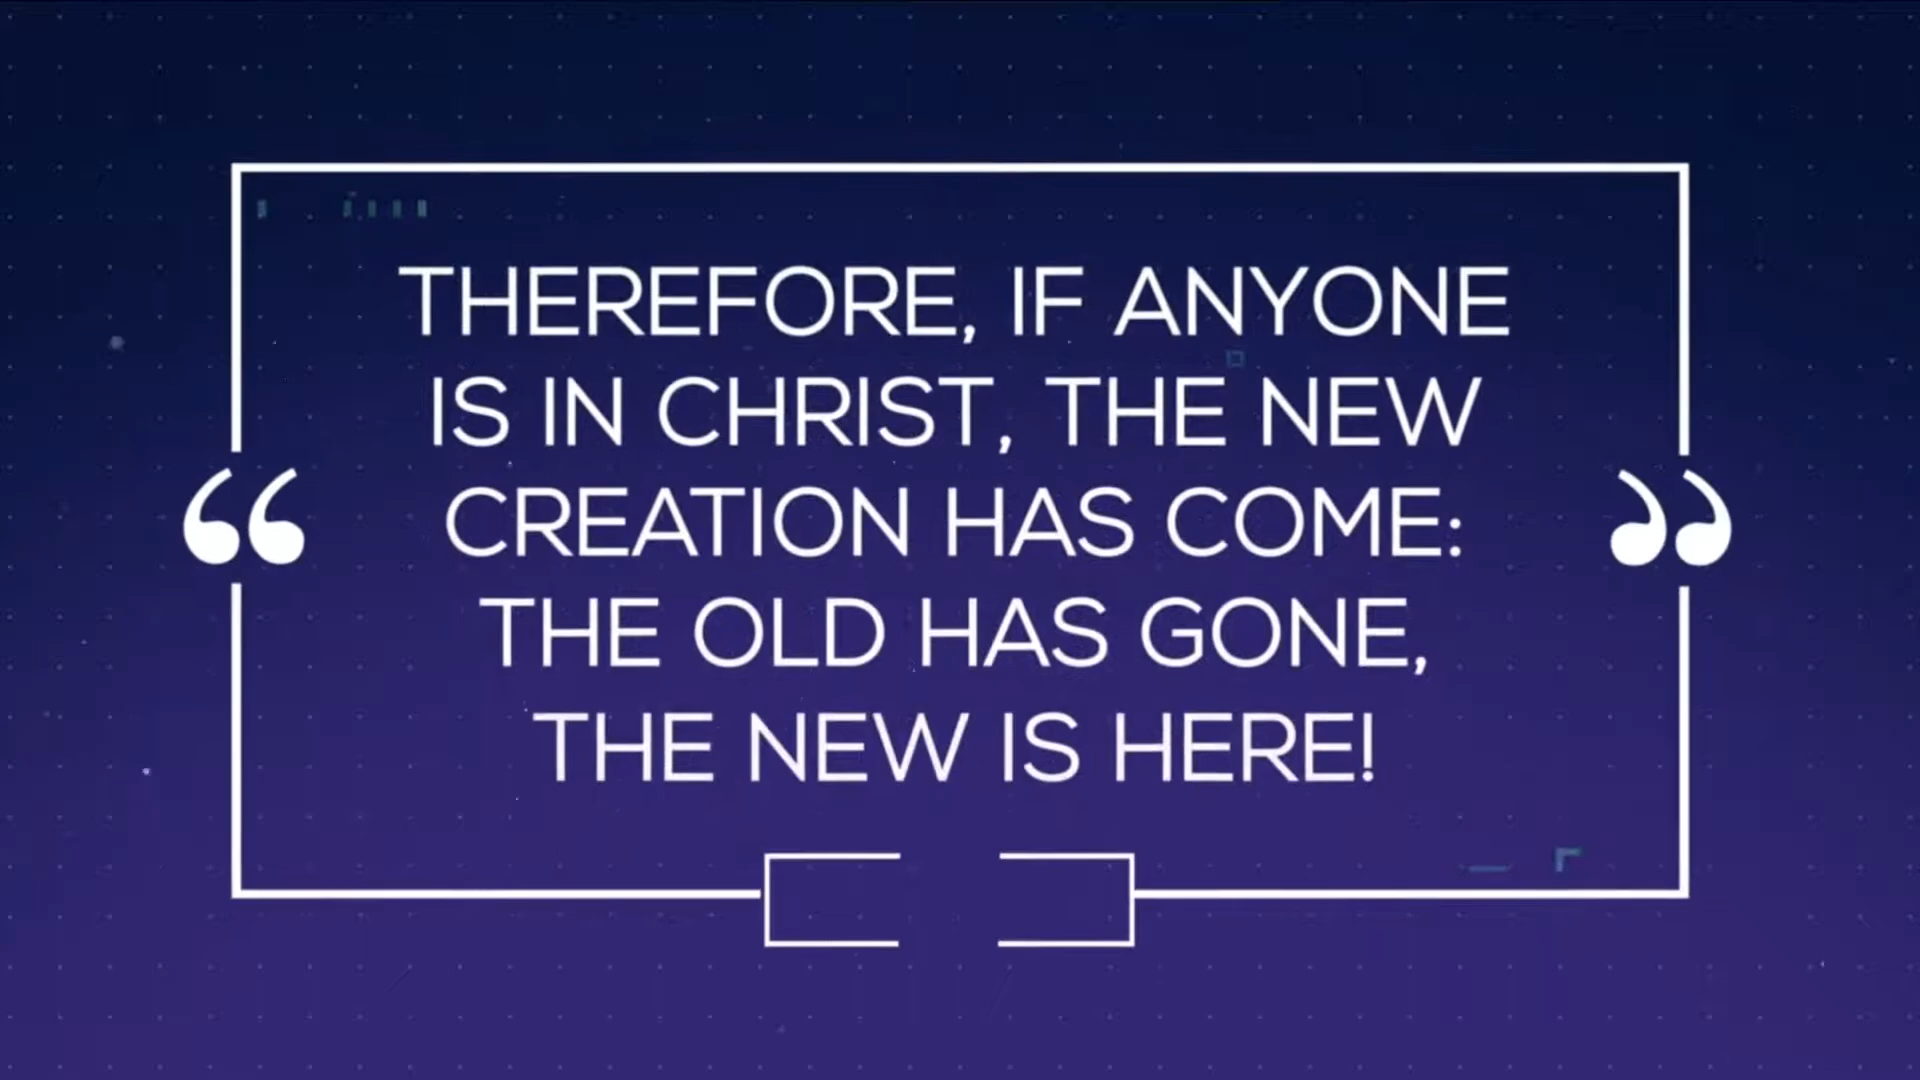 THEREFORE, IF ANYONE
IS IN CHRIST, THE NEW
CREATION HAS COME:
THE OLD HAS GONE,
THE NEW IS HERE!